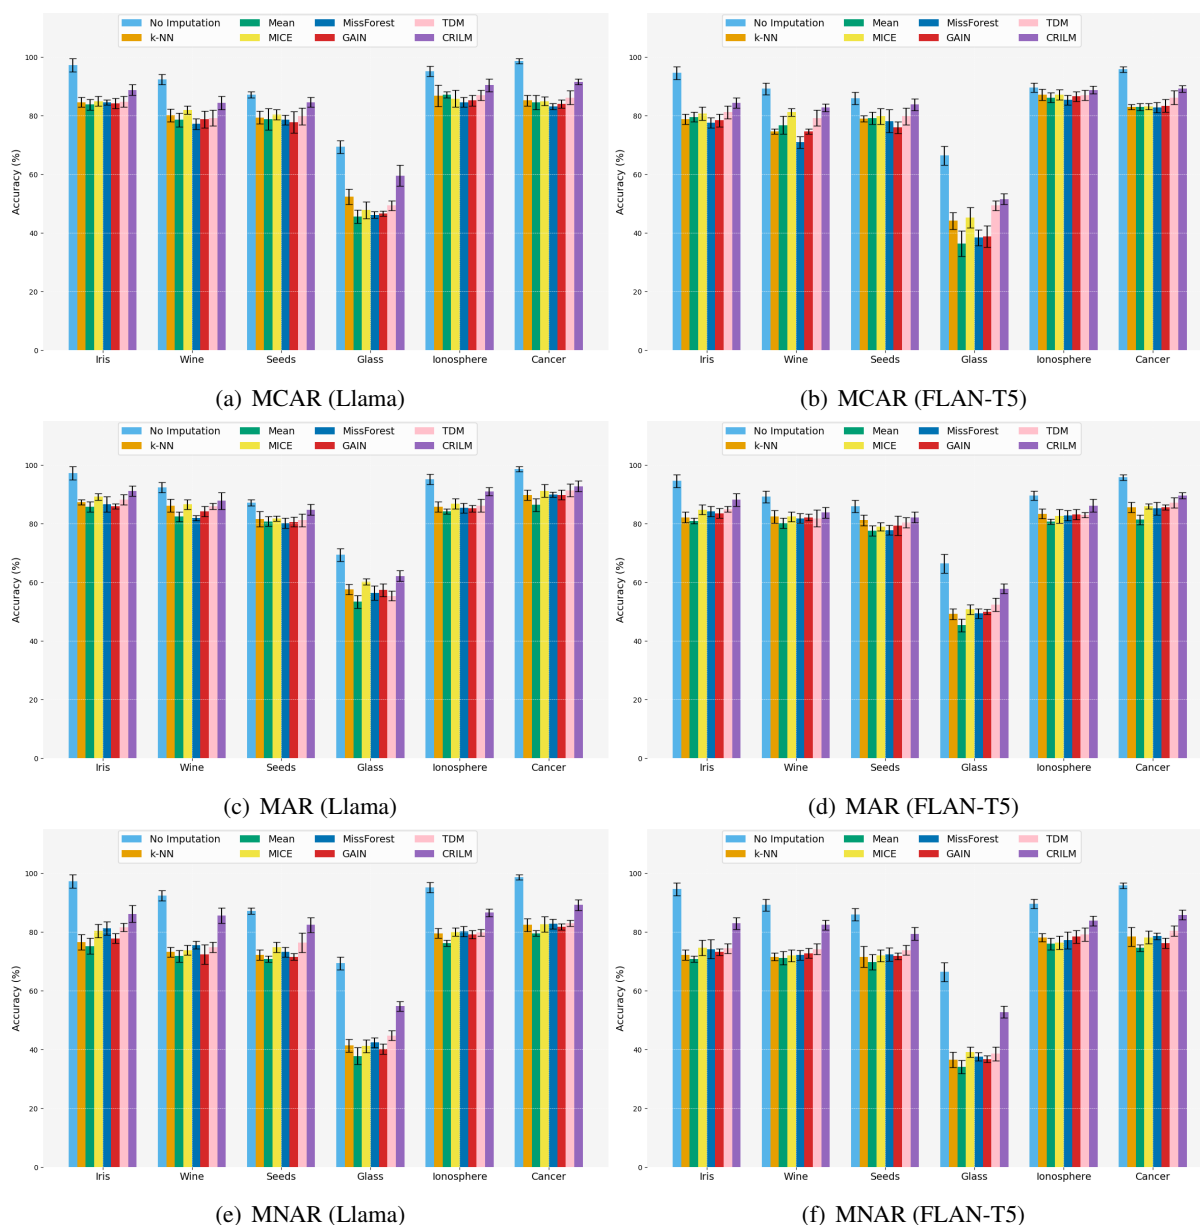 No Imputation Mean MissForest TDM
k-NN MICE GAIN CRILM
Accuracy (%)
100
80
60
40
20
0
Iris Wine Seeds Glass Ionosphere Cancer
(a) MCAR (Llama)
No Imputation Mean MissForest TDM
k-NN MICE GAIN CRILM
Accuracy (%)
100
80
60
40
20
0
Iris Wine Seeds Glass Ionosphere Cancer
(b) MCAR (FLAN-T5)
No Imputation Mean MissForest TDM
k-NN MICE GAIN CRILM
Accuracy (%)
100
80
60
40
20
0
Iris Wine Seeds Glass Ionosphere Cancer
(c) MAR (Llama)
No Imputation Mean MissForest TDM
k-NN MICE GAIN CRILM
Accuracy (%)
100
80
60
40
20
0
Iris Wine Seeds Glass Ionosphere Cancer
(d) MAR (FLAN-T5)
No Imputation Mean MissForest TDM
k-NN MICE GAIN CRILM
Accuracy (%)
100
80
60
40
20
0
Iris Wine Seeds Glass Ionosphere Cancer
(e) MNAR (Llama)
No Imputation Mean MissForest TDM
k-NN MICE GAIN CRILM
Accuracy (%)
100
80
60
40
20
0
Iris Wine Seeds Glass Ionosphere Cancer
(f) MNAR (FLAN-T5)